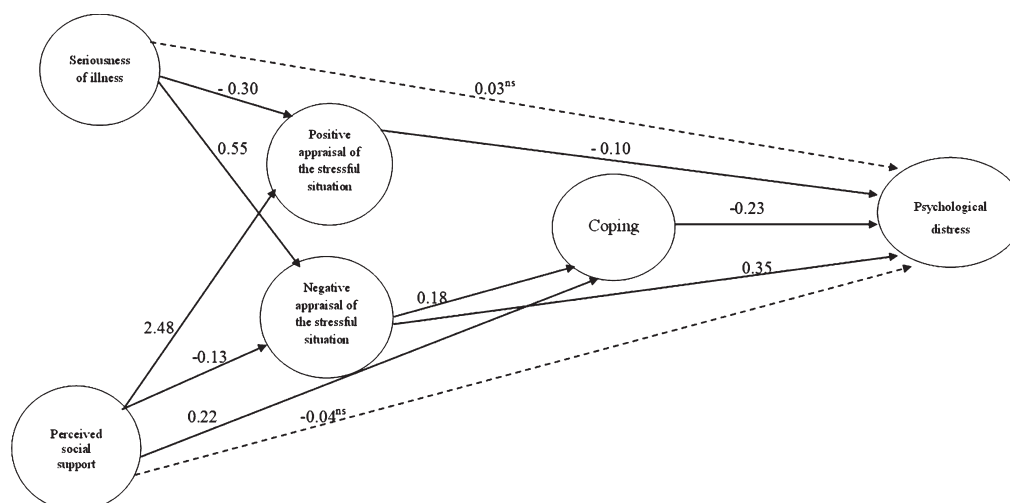 Seriousness
of illness
0.03ns
- 0.30
Positive
appraisal of
the stressful
situation
0.55
- 0.10
Psychological
distress
-0.23
Coping
0.35
Negative
appraisal of
the stressful
situation
0.18
2.48
-0.13
0.22
-0.04ns
Perceived
social
support